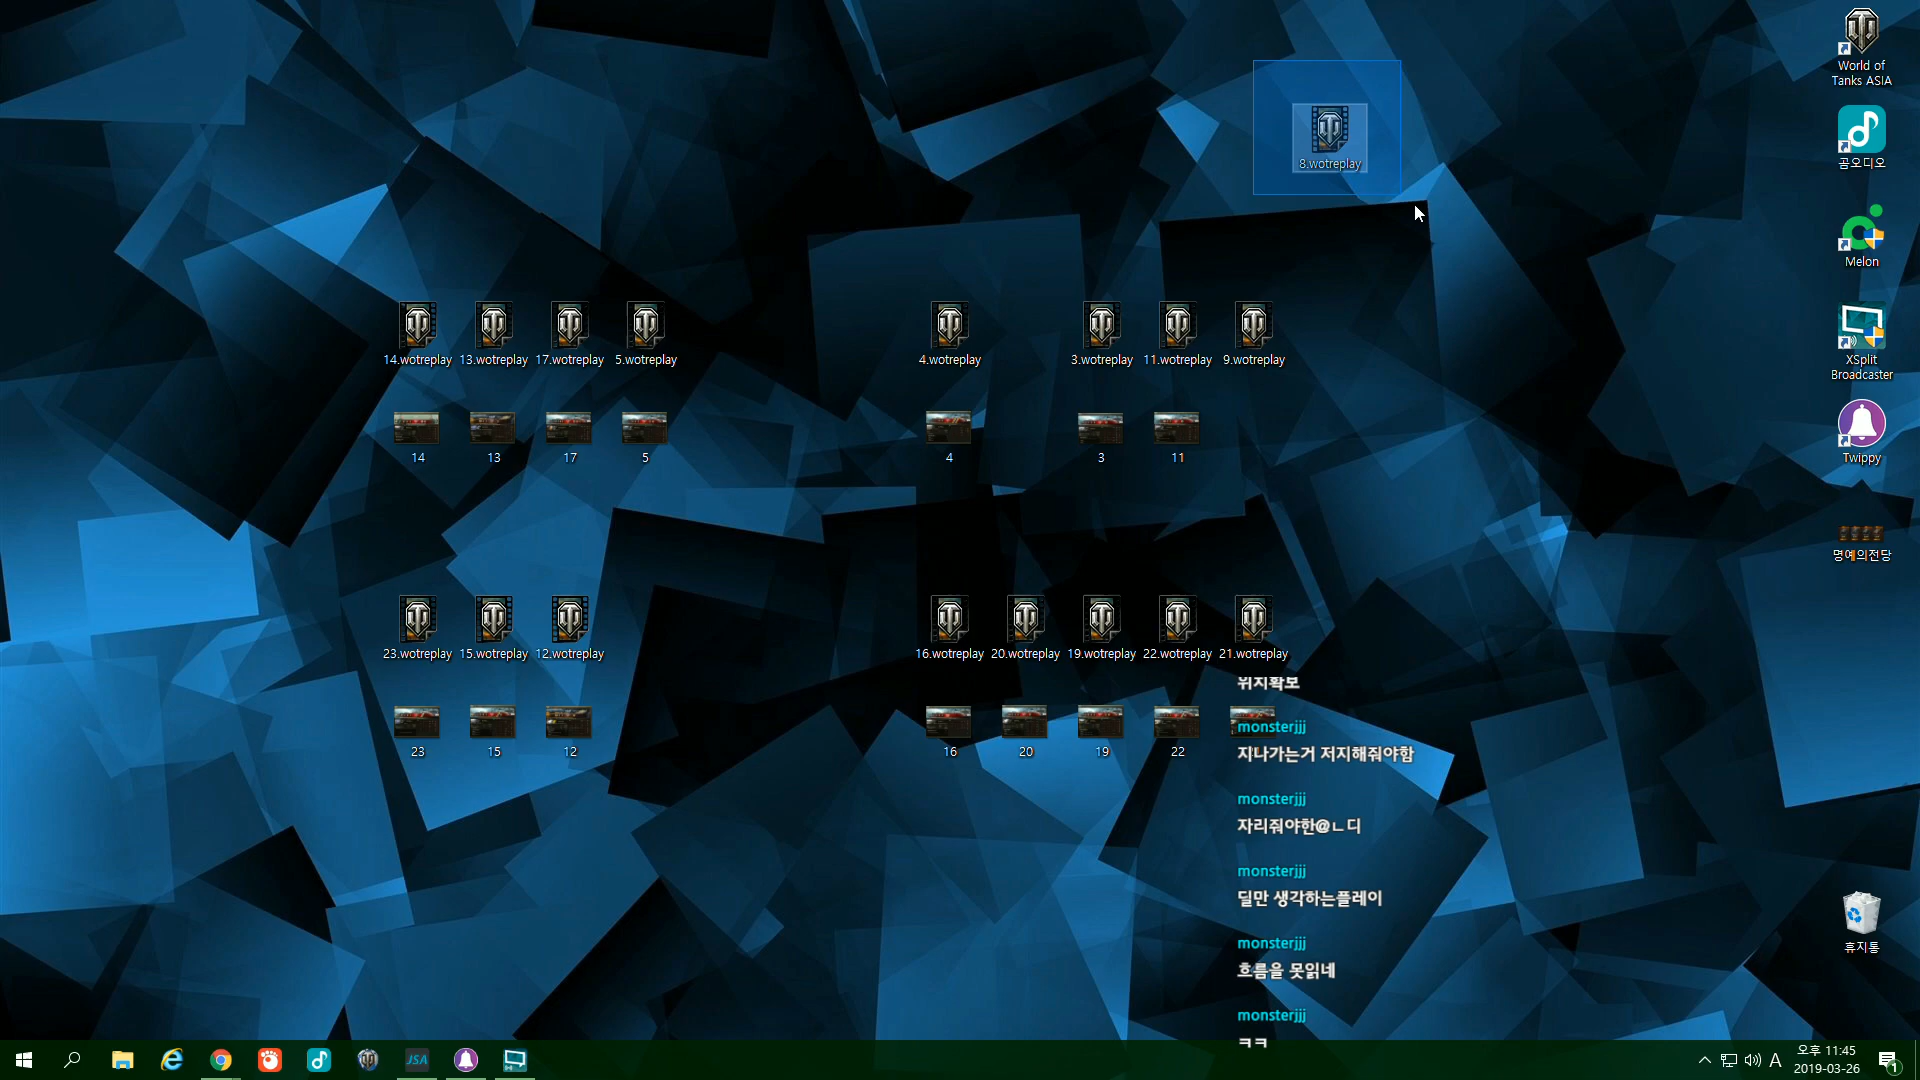 World of
Tanks ASIA
8.wotreplay
곰오디오
Melon
14.wotreplay
13.wotreplay
17.wotreplay
5.wotreplay
4.wotreplay
3.wotreplay
11.wotreplay
9.wotreplay
XSplit
Broadcaster
14
13
17
5
4
3
11
Twippy
명예의전당
23.wotreplay
15.wotreplay
12.wotreplay
16.wotreplay
20.wotreplay
19.wotreplay
22.wotreplay
21.wotreplay
23
15
12
16
20
19
22
위치확보
monsterjjj
지나가는거 저지해줘야함
monsterjjj
자리줘야한@ㄴ디
monsterjjj
딜만 생각하는플레이
monsterjjj
흐름을 못읽네
monsterjjj
ㅋㅋ
휴지통
JSA
A
오후 11:45
2019-03-26
1